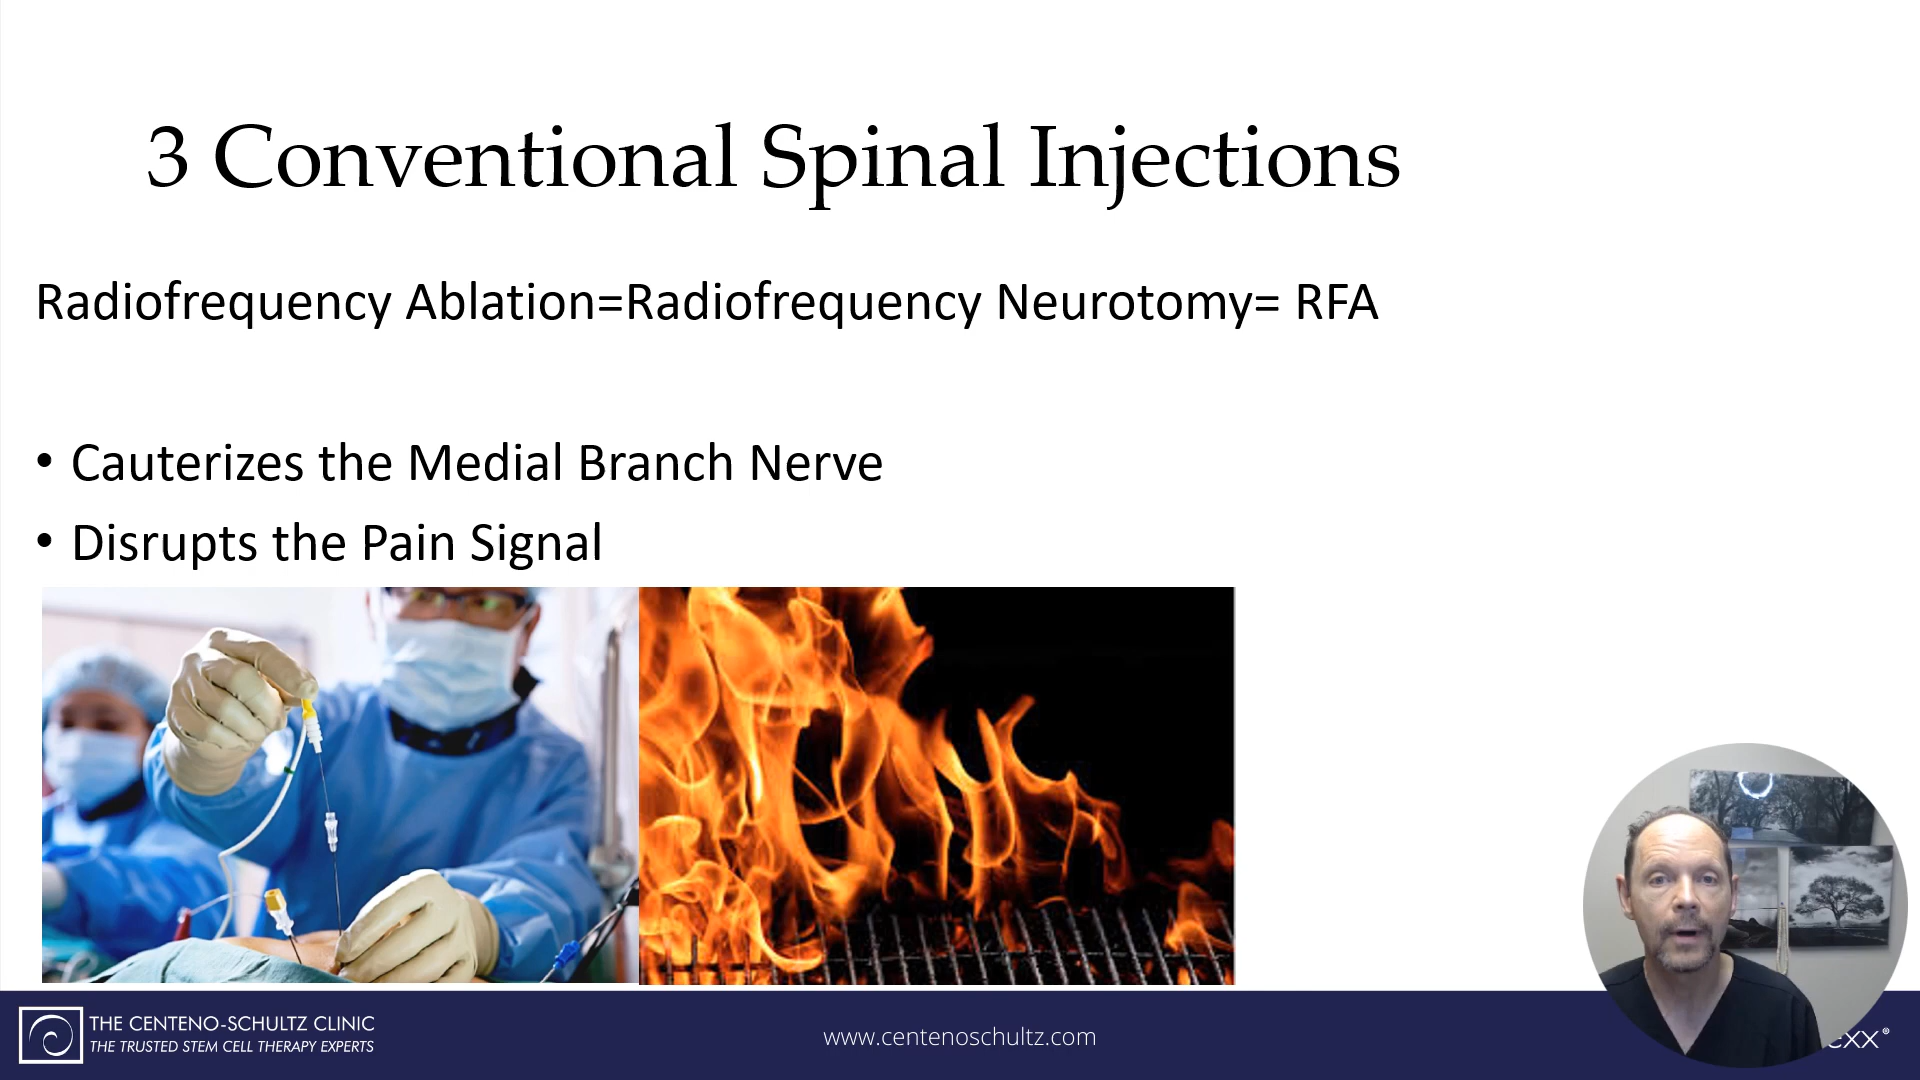 3 Conventional Spinal Injections
Radiofrequency Ablation=Radiofrequency Neurotomy= RFA
• Cauterizes the Medial Branch Nerve
• Disrupts the Pain Signal
THE CENTENO-SCHULTZ CLINIC
THE TRUSTED STEM CELL THERAPY EXPERTS
www.centenoschultz.com